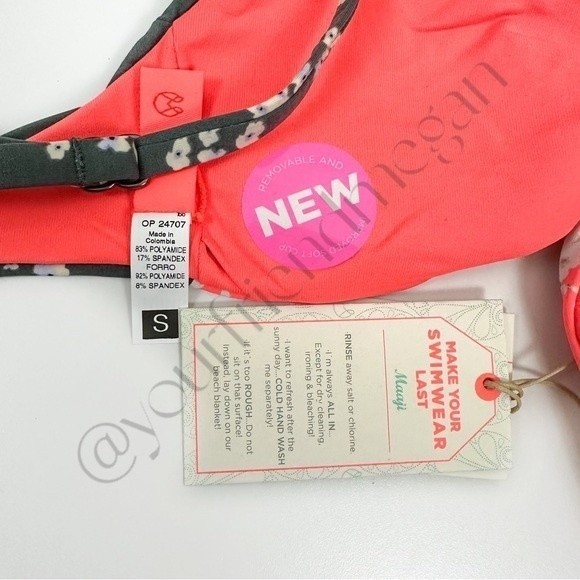 REMOVABLE AND
NEW
SOFT CUP
OP 24707
Made in
Colombia
83% POLYAMIDE
17% SPANDEX
FORRO
92% POLYAMIDE
8% SPANDEX
S
MAKE YOUR
SWIMWEAR
LAST
Maaji
·RINSE away salt or chlorine.
·I'm always ALL IN...
Except for dry cleaning,
ironing & bleaching!
·I want to refresh after the
sunny day... COLD HAND WASH
me separately!
·If it's too ROUGH...Do not
sit on that surface!
Instead, lay down on our
beach blanket!
@yourfriendmegan